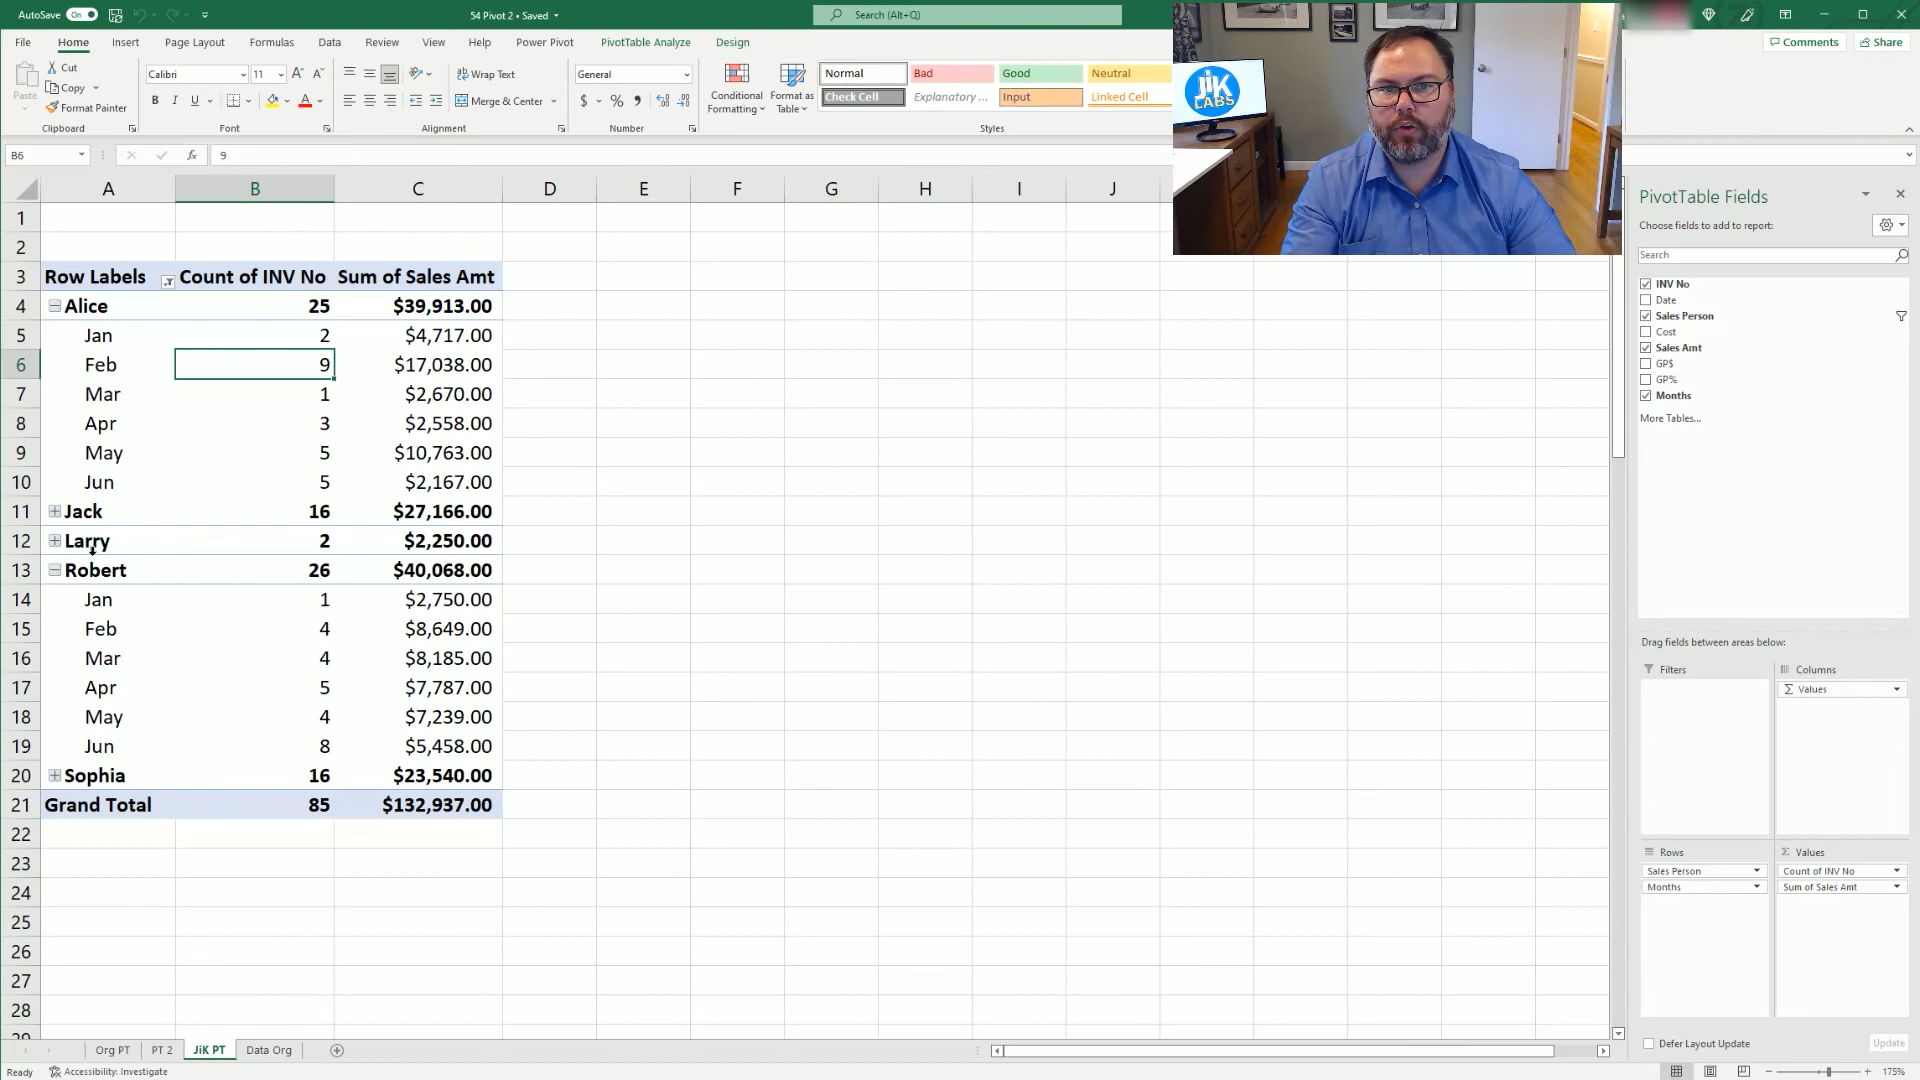 AutoSave On 54 Pivot 2 • Saved Search (Alt+Q)
File Home Insert Page Layout Formulas Data Review View Help Power Pivot PivotTable Analyze Design Comments Share
Paste Cut Copy Format Painter
Calibri 11
B I U
Wrap Text
Merge & Center
General
$ % ,
Conditional Formatting Format as Table
Normal Bad Good Neutral
Check Cell Explanatory ... Input Linked Cell
Clipboard Font Alignment Number Styles
JiK
LABS
B6 fx 9
A B C D E F G H I J
1
2
3 Row Labels Count of INV No Sum of Sales Amt
4 Alice 25 $39,913.00
5 Jan 2 $4,717.00
6 Feb 9 $17,038.00
7 Mar 1 $2,670.00
8 Apr 3 $2,558.00
9 May 5 $10,763.00
10 Jun 5 $2,167.00
11 Jack 16 $27,166.00
12 Larry 2 $2,250.00
13 Robert 26 $40,068.00
14 Jan 1 $2,750.00
15 Feb 4 $8,649.00
16 Mar 4 $8,185.00
17 Apr 5 $7,787.00
18 May 4 $7,239.00
19 Jun 8 $5,458.00
20 Sophia 16 $23,540.00
21 Grand Total 85 $132,937.00
22
23
24
25
26
27
28
29
PivotTable Fields
Choose fields to add to report:
Search
INV No
Date
Sales Person
Cost
Sales Amt
GP$
GP%
Months
More Tables...
Drag fields between areas below:
Filters Columns
Σ Values
Rows Σ Values
Sales Person Count of INV No
Months Sum of Sales Amt
Defer Layout Update Update
Org PT PT 2 JiK PT Data Org
Ready Accessibility: Investigate 175%